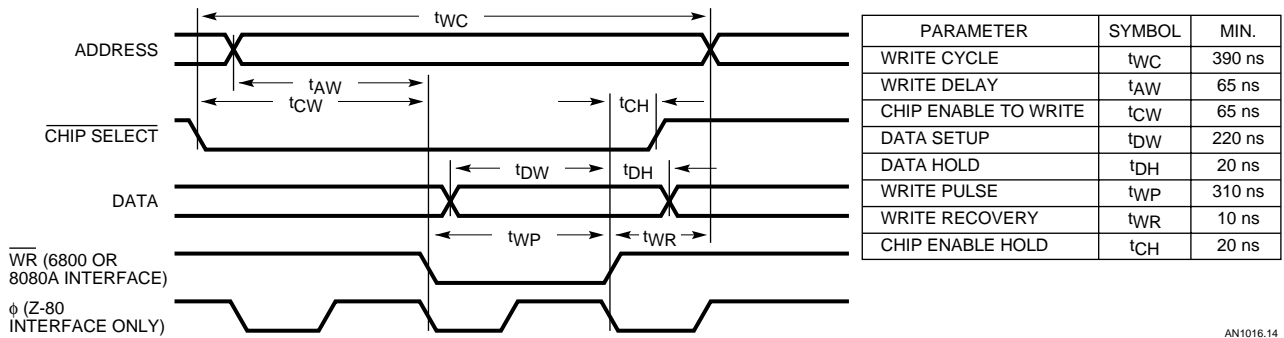 tWC
ADDRESS
tAW
tCW
tCH
CHIP SELECT
tDW
tDH
DATA
tWP
tWR
WR (6800 OR
8080A INTERFACE)
ϕ (Z-80
INTERFACE ONLY)
PARAMETER SYMBOL MIN.
WRITE CYCLE tWC 390 ns
WRITE DELAY tAW 65 ns
CHIP ENABLE TO WRITE tCW 65 ns
DATA SETUP tDW 220 ns
DATA HOLD tDH 20 ns
WRITE PULSE tWP 310 ns
WRITE RECOVERY tWR 10 ns
CHIP ENABLE HOLD tCH 20 ns
AN1016.14